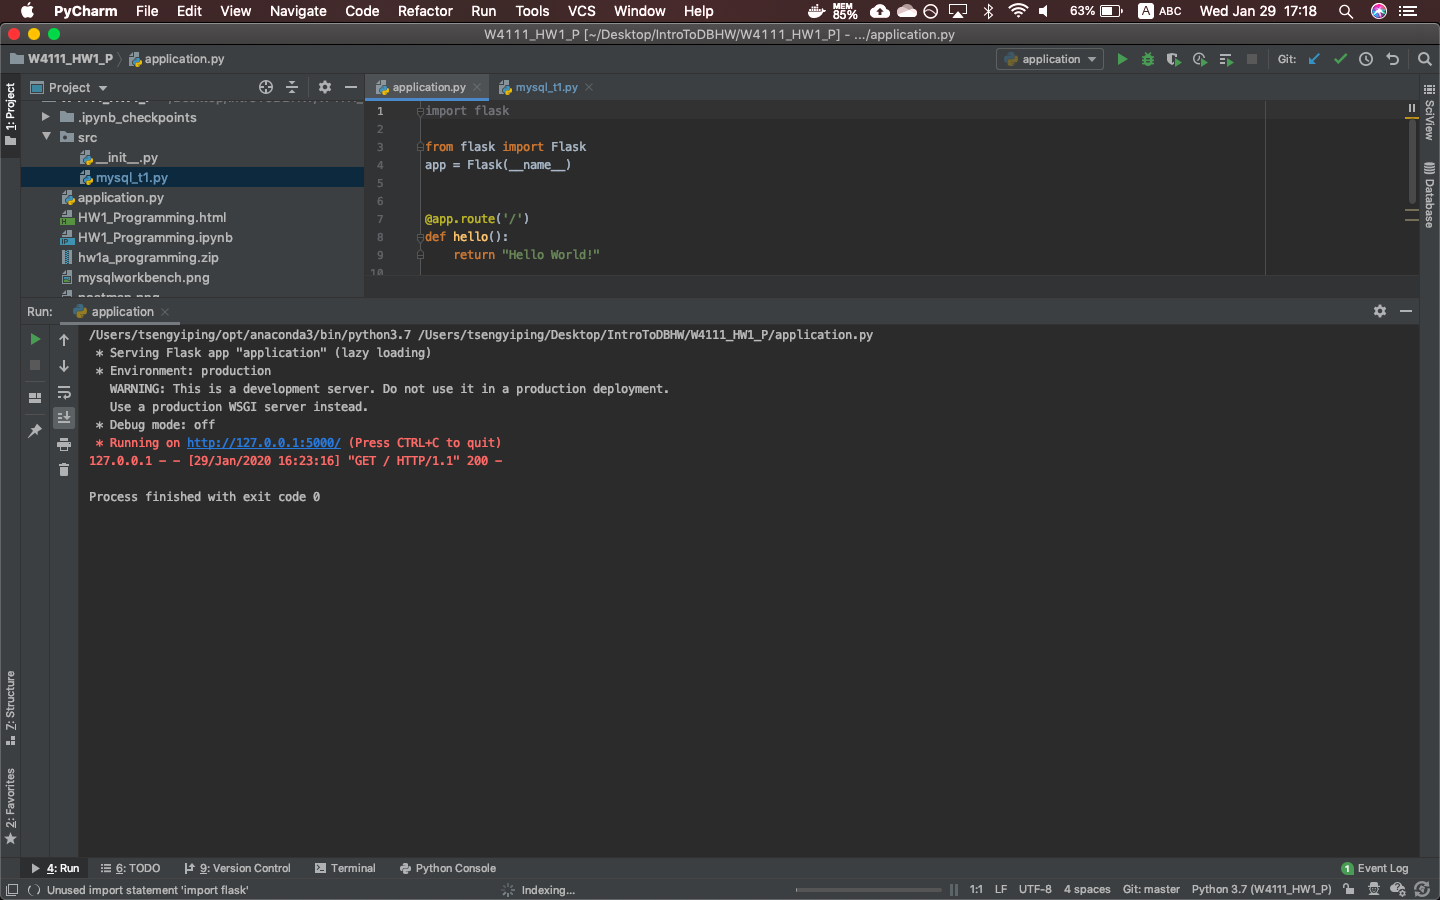 PyCharm File Edit View Navigate Code Refactor Run Tools VCS Window Help MEM 85% 63% A ABC Wed Jan 29 17:18
W4111_HW1_P [~/Desktop/IntroToDBHW/W4111_HW1_P] - .../application.py
W4111_HW1_P application.py application Git:
1: Project
Project
.ipynb_checkpoints
src
__init__.py
mysql_t1.py
application.py
HW1_Programming.html
HW1_Programming.ipynb
hw1a_programming.zip
mysqlworkbench.png
postman.png
application.py mysql_t1.py
1 import flask
2
3 from flask import Flask
4 app = Flask(__name__)
5
6
7 @app.route('/')
8 def hello():
9 return "Hello World!"
10
SciView
Database
Run: application
/Users/tsengyiping/opt/anaconda3/bin/python3.7 /Users/tsengyiping/Desktop/IntroToDBHW/W4111_HW1_P/application.py
* Serving Flask app "application" (lazy loading)
* Environment: production
WARNING: This is a development server. Do not use it in a production deployment.
Use a production WSGI server instead.
* Debug mode: off
* Running on http://127.0.0.1:5000/ (Press CTRL+C to quit)
127.0.0.1 - - [29/Jan/2020 16:23:16] "GET / HTTP/1.1" 200 -
Process finished with exit code 0
7: Structure
2: Favorites
4: Run 6: TODO 9: Version Control Terminal Python Console 1 Event Log
Unused import statement 'import flask' Indexing... 1:1 LF UTF-8 4 spaces Git: master Python 3.7 (W4111_HW1_P)